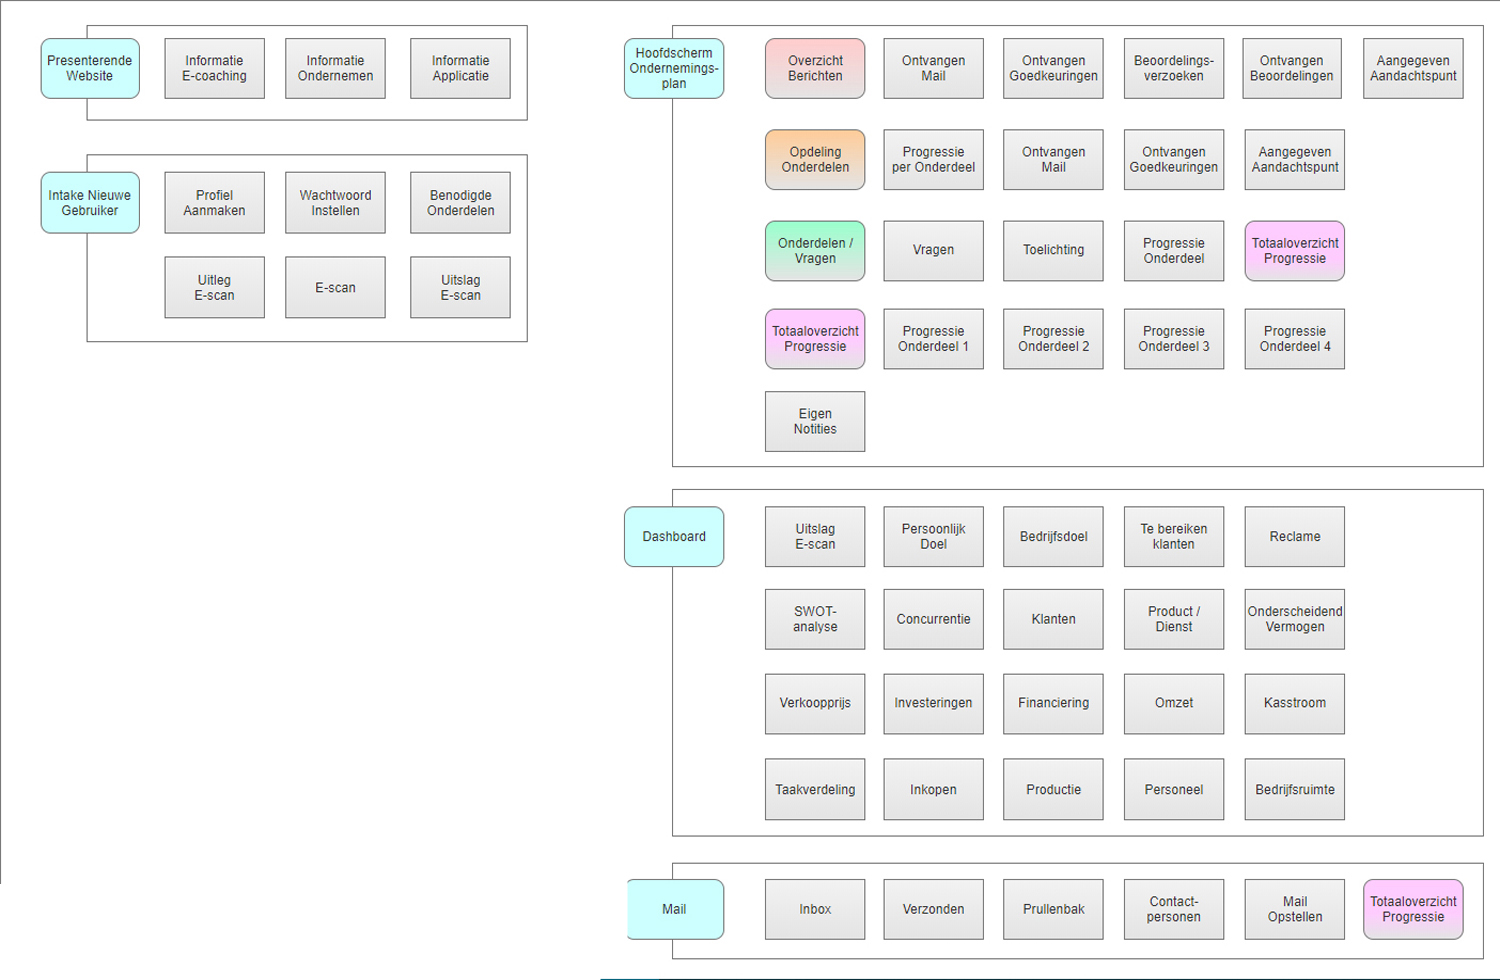 Presenterende
Website
Informatie
E-coaching
Informatie
Ondernemen
Informatie
Applicatie
Intake Nieuwe
Gebruiker
Profiel
Aanmaken
Wachtwoord
Instellen
Benodigde
Onderdelen
Uitleg
E-scan
E-scan
Uitslag
E-scan
Hoofdscherm
Ondernemings-
plan
Overzicht
Berichten
Ontvangen
Mail
Ontvangen
Goedkeuringen
Beoordelings-
verzoeken
Ontvangen
Beoordelingen
Aangegeven
Aandachtspunt
Opdeling
Onderdelen
Progressie
per Onderdeel
Ontvangen
Mail
Ontvangen
Goedkeuringen
Aangegeven
Aandachtspunt
Onderdelen /
Vragen
Vragen
Toelichting
Progressie
Onderdeel
Totaaloverzicht
Progressie
Totaaloverzicht
Progressie
Progressie
Onderdeel 1
Progressie
Onderdeel 2
Progressie
Onderdeel 3
Progressie
Onderdeel 4
Eigen
Notities
Dashboard
Uitslag
E-scan
Persoonlijk
Doel
Bedrijfsdoel
Te bereiken
klanten
Reclame
SWOT-
analyse
Concurrentie
Klanten
Product /
Dienst
Onderscheidend
Vermogen
Verkoopprijs
Investeringen
Financiering
Omzet
Kasstroom
Taakverdeling
Inkopen
Productie
Personeel
Bedrijfsruimte
Mail
Inbox
Verzonden
Prullenbak
Contact-
personen
Mail
Opstellen
Totaaloverzicht
Progressie